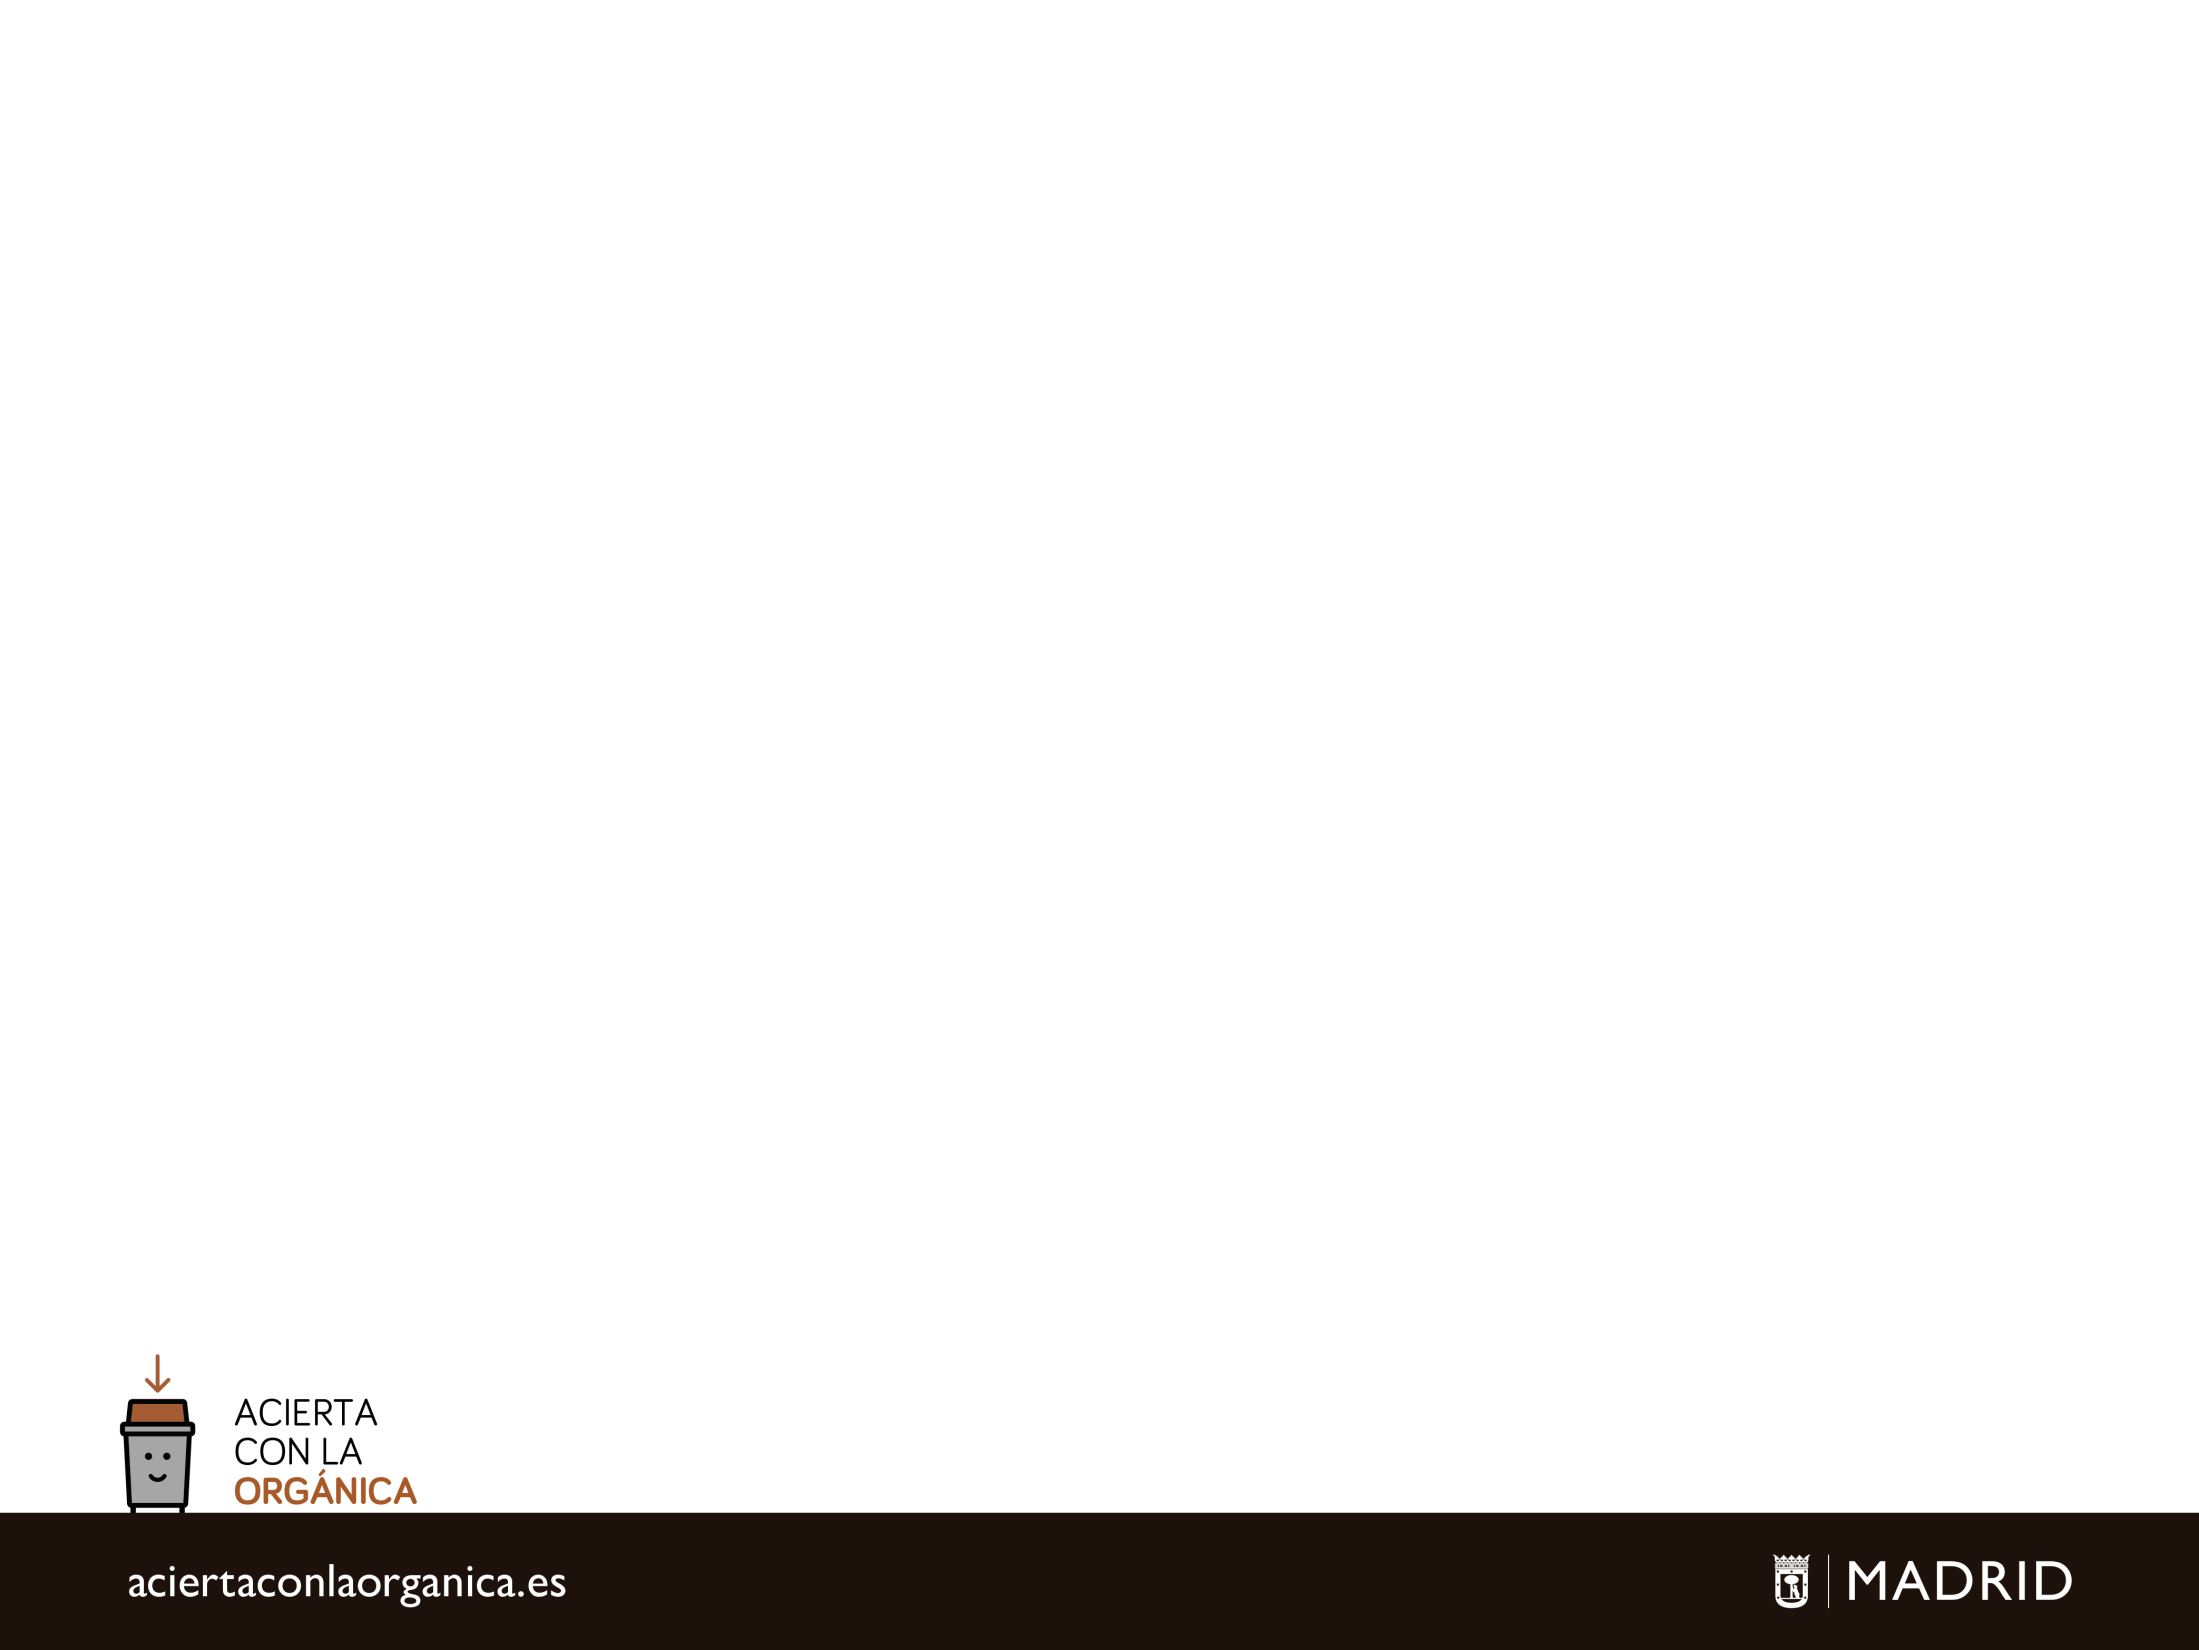 ACIERTA
CON LA
ORGÁNICA
aciertaconlaorganica.es
MADRID